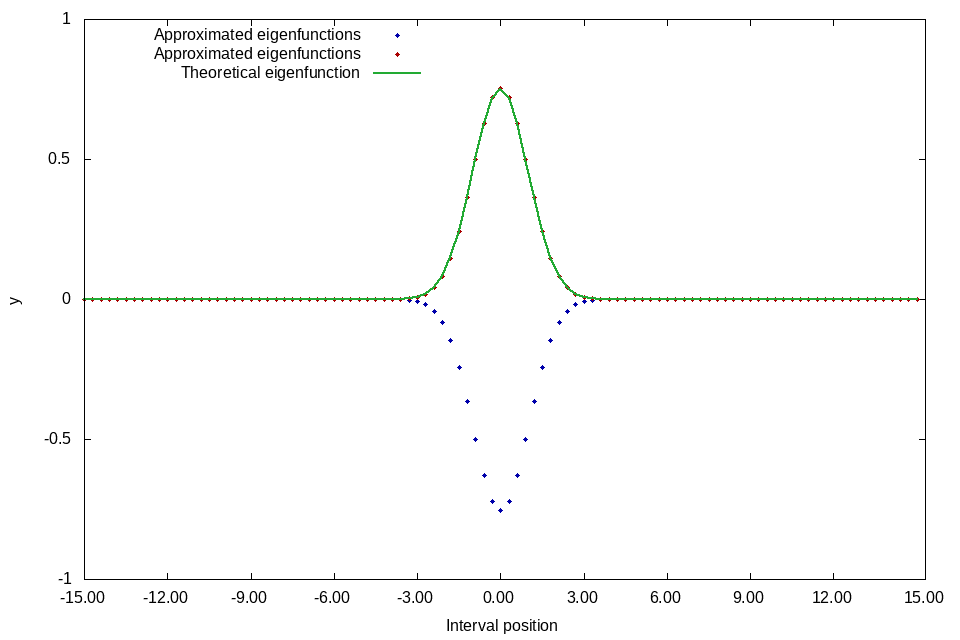 Approximated eigenfunctions
Approximated eigenfunctions
Theoretical eigenfunction
1
0.5
0
-0.5
-1
y
-15.00 -12.00 -9.00 -6.00 -3.00 0.00 3.00 6.00 9.00 12.00 15.00
Interval position